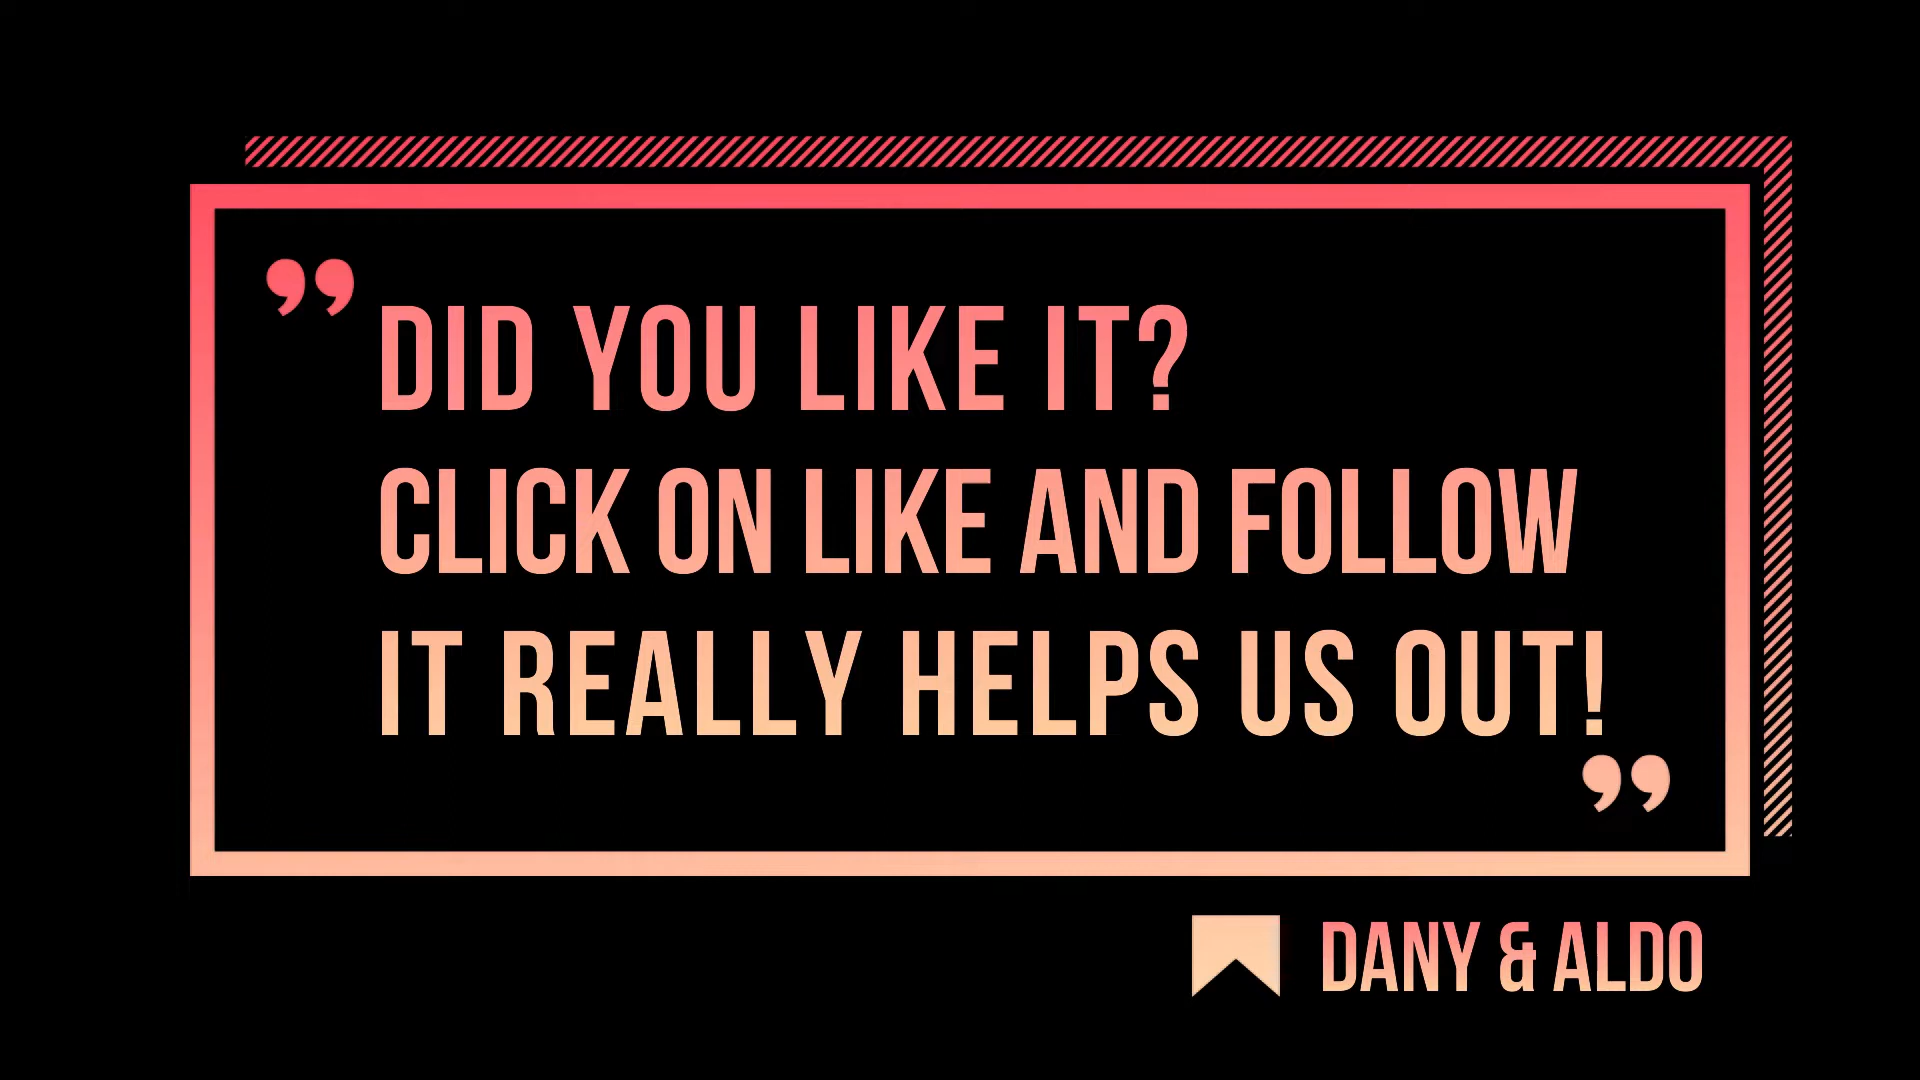 ” DID YOU LIKE IT?
CLICK ON LIKE AND FOLLOW
IT REALLY HELPS US OUT! ”
DANY & ALDO